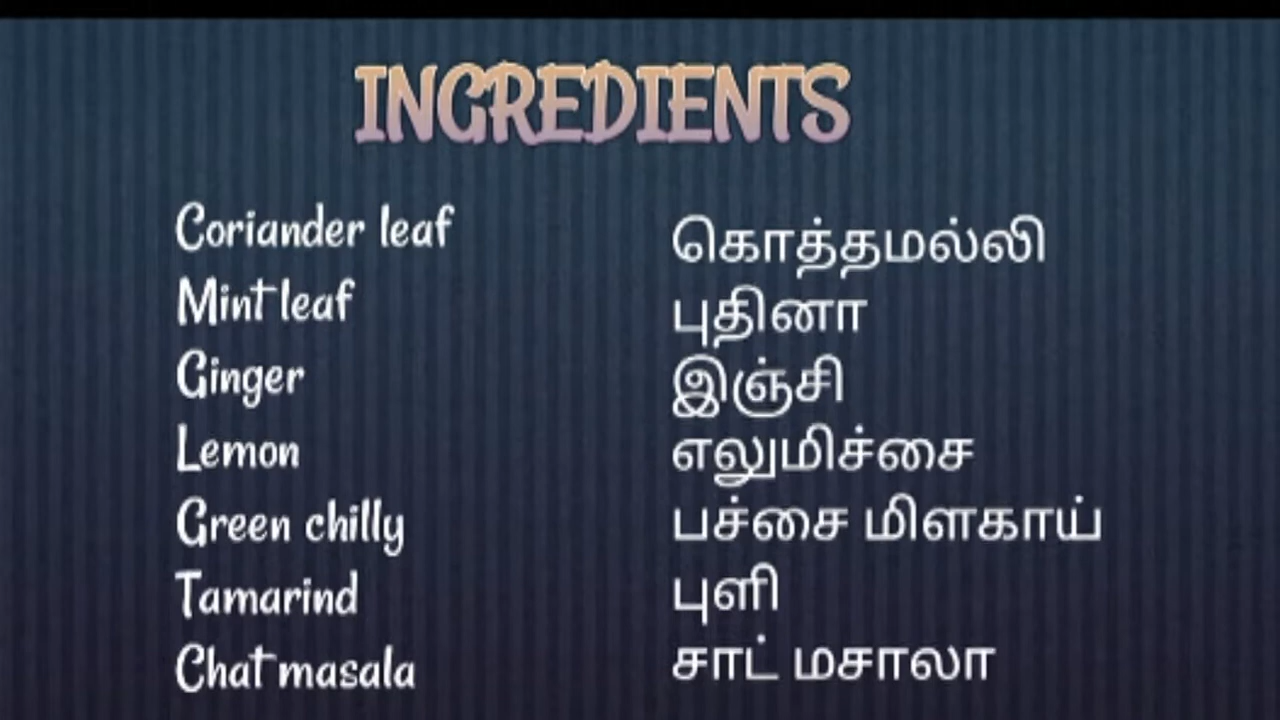 INGREDIENTS
Coriander leaf
Mint leaf
Ginger
Lemon
Green chilly
Tamarind
Chat masala
கொத்தமல்லி
புதினா
இஞ்சி
எலுமிச்சை
பச்சை மிளகாய்
புளி
சாட் மசாலா